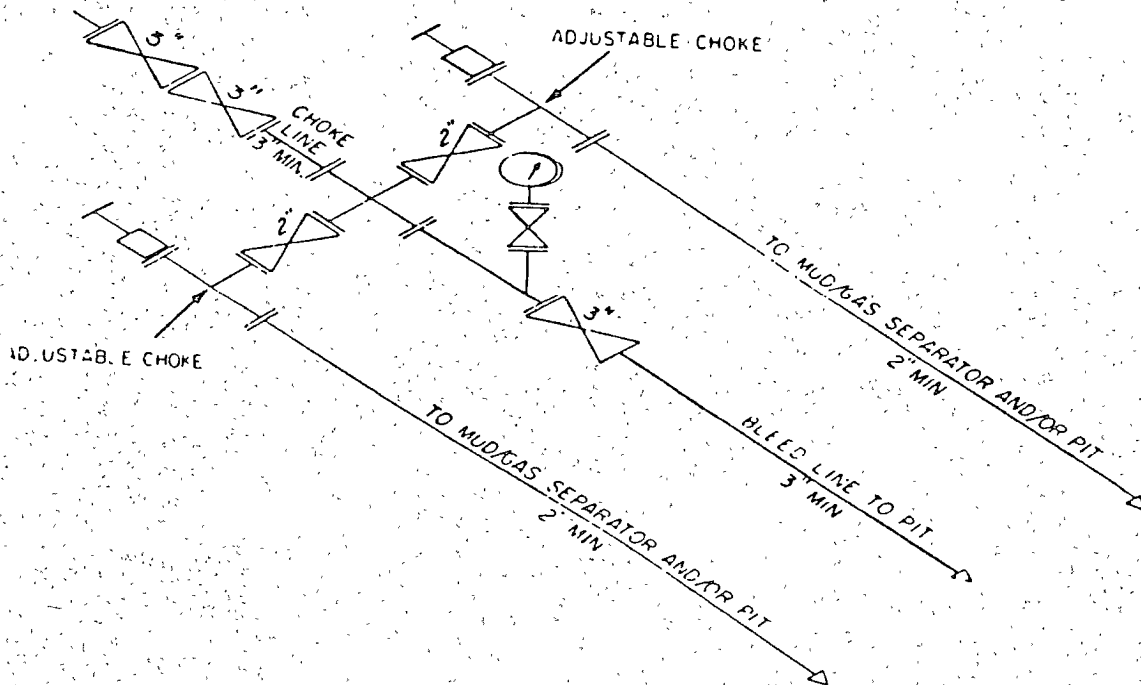 ADJUSTABLE CHOKE
3"
3"
CHOKE
LINE
3" MIN.
2"
2"
3"
ADJUSTABLE CHOKE
TO MUD/GAS SEPARATOR AND/OR PIT
2" MIN
BLEED LINE TO PIT
3" MIN
TO MUD/GAS SEPARATOR AND/OR PIT
2" MIN